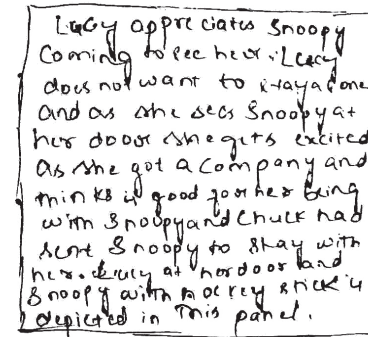 Lucy appreciates Snoopy
Coming to see her. Lucy
does not want to stay alone
and as she sees Snoopy at
her door she gets excited
as she got a company and
thinks is good for her being
with Snoopy and Chuck had
sent Snoopy to stay with
her. Lucy at her door and
Snoopy with hockey stick is
depicted in This panel.